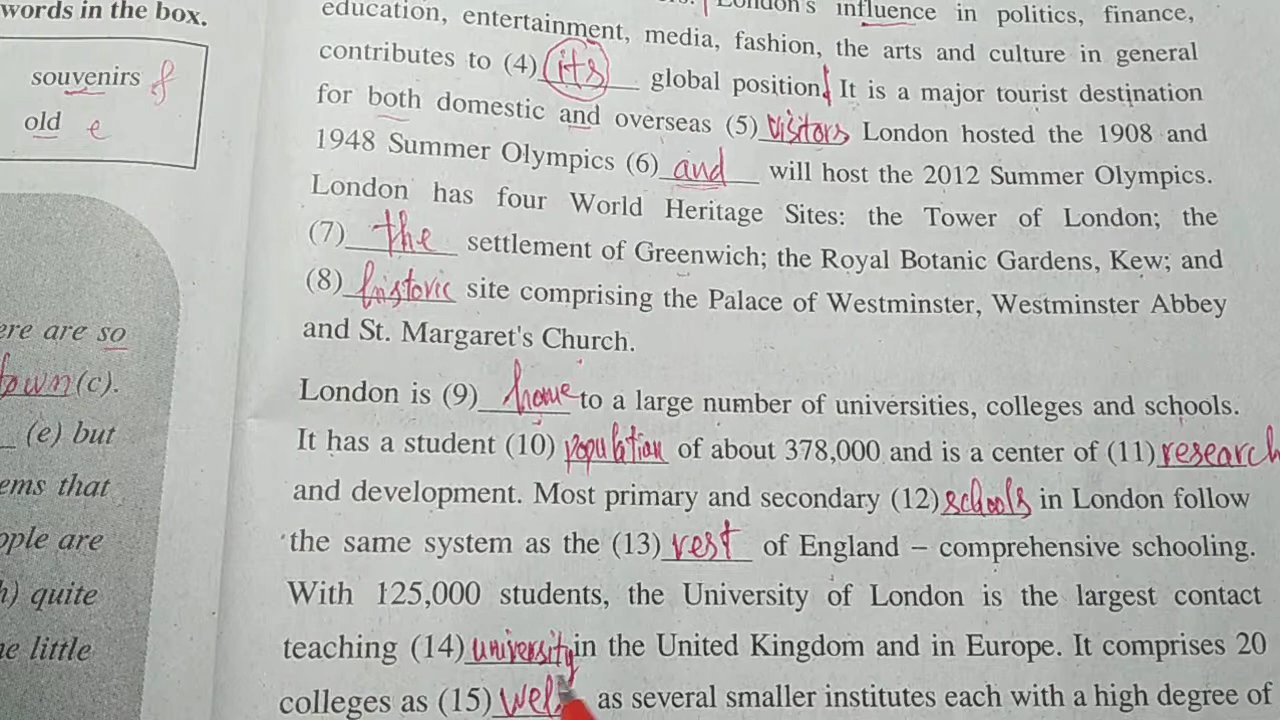 words in the box.
souvenirs f
old e
ere are so
town (c).
(e) but
ems that
ople are
h) quite
e little
London's influence in politics, finance,
education, entertainment, media, fashion, the arts and culture in general
contributes to (4) its global position. It is a major tourist destination
for both domestic and overseas (5) visitors London hosted the 1908 and
1948 Summer Olympics (6) and will host the 2012 Summer Olympics.
London has four World Heritage Sites: the Tower of London; the
(7) the settlement of Greenwich; the Royal Botanic Gardens, Kew; and
(8) historic site comprising the Palace of Westminster, Westminster Abbey
and St. Margaret's Church.
London is (9) home to a large number of universities, colleges and schools.
It has a student (10) population of about 378,000 and is a center of (11) research
and development. Most primary and secondary (12) schools in London follow
the same system as the (13) rest of England – comprehensive schooling.
With 125,000 students, the University of London is the largest contact
teaching (14) university in the United Kingdom and in Europe. It comprises 20
colleges as (15) well as several smaller institutes each with a high degree of